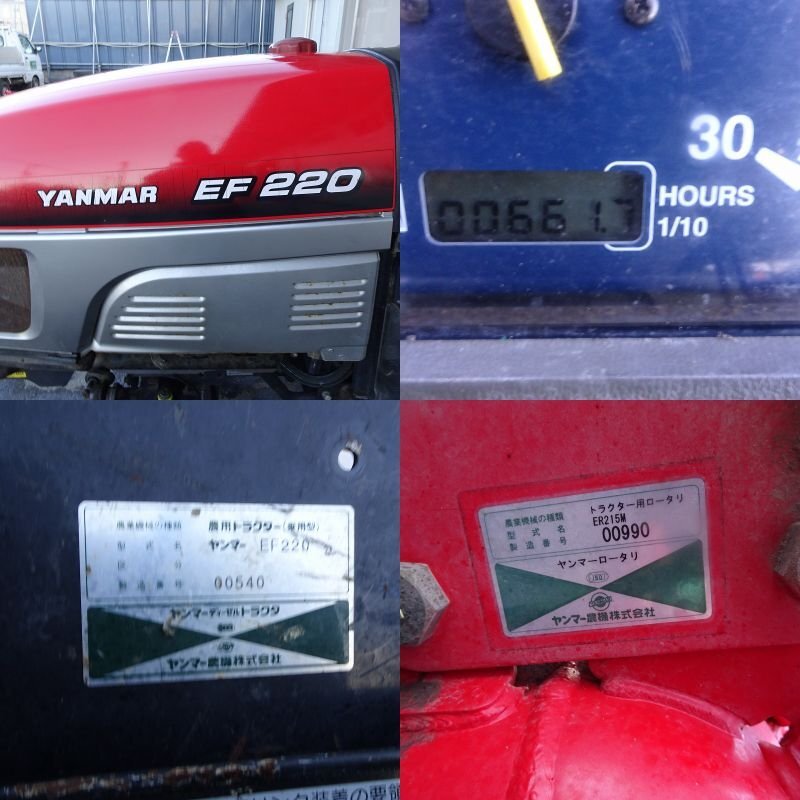 YANMAR EF 220
30
00661.7
HOURS
1/10
農業機械の種類 農用トラクター(乗用型)
型式名 ヤンマー EF220
区分
製造番号 00540
ヤンマーディーゼルトラクタ
ヤンマー農機株式会社
農業機械の種類 トラクター用ロータリ
型式名 ER215M
製造番号 00990
ヤンマーロータリ
ヤンマー農機株式会社
装着の要領